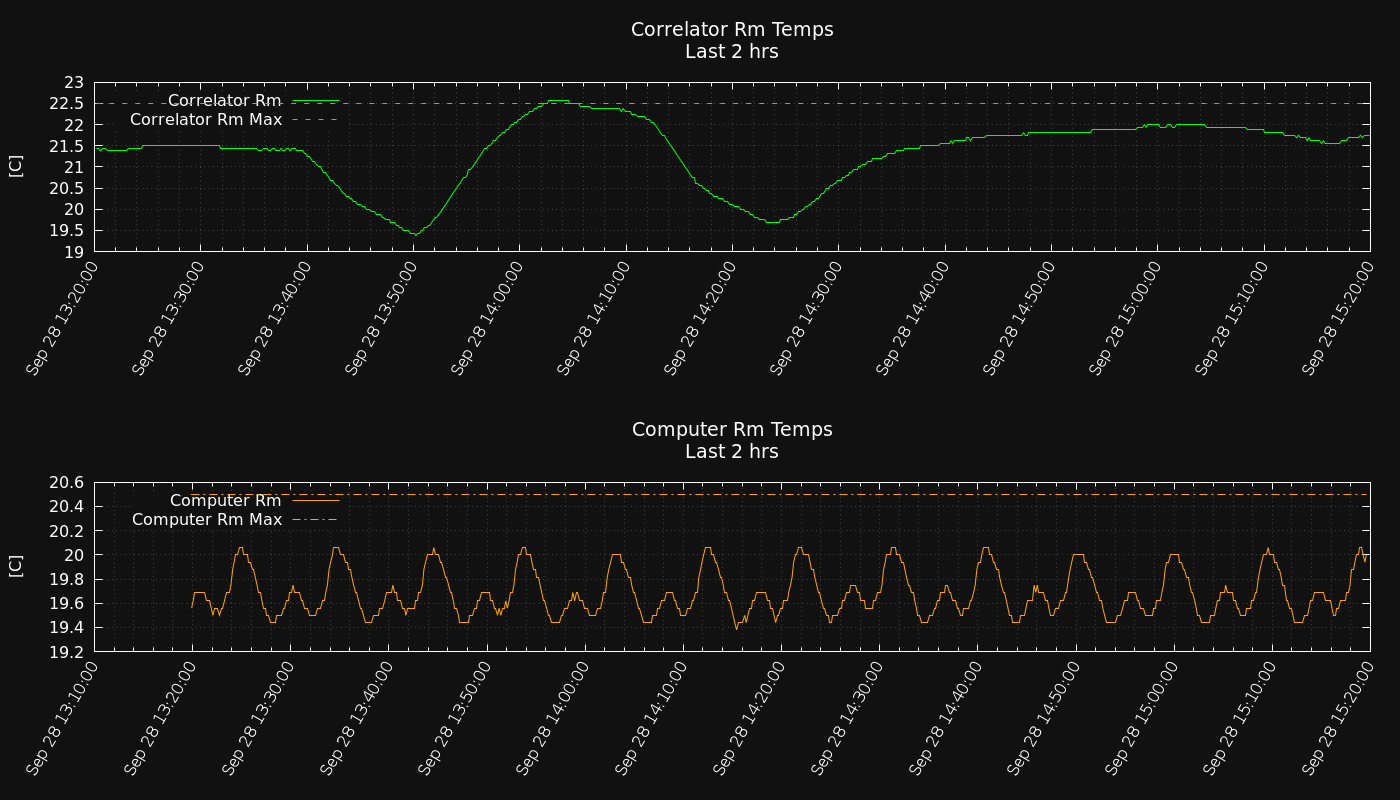 Correlator Rm Temps
Last 2 hrs
23
22.5
22
21.5
21
20.5
20
19.5
19
[C]
Correlator Rm
Correlator Rm Max
Sep 28 13:20:00
Sep 28 13:30:00
Sep 28 13:40:00
Sep 28 13:50:00
Sep 28 14:00:00
Sep 28 14:10:00
Sep 28 14:20:00
Sep 28 14:30:00
Sep 28 14:40:00
Sep 28 14:50:00
Sep 28 15:00:00
Sep 28 15:10:00
Sep 28 15:20:00
Computer Rm Temps
Last 2 hrs
20.6
20.4
20.2
20
19.8
19.6
19.4
19.2
[C]
Computer Rm
Computer Rm Max
Sep 28 13:10:00
Sep 28 13:20:00
Sep 28 13:30:00
Sep 28 13:40:00
Sep 28 13:50:00
Sep 28 14:00:00
Sep 28 14:10:00
Sep 28 14:20:00
Sep 28 14:30:00
Sep 28 14:40:00
Sep 28 14:50:00
Sep 28 15:00:00
Sep 28 15:10:00
Sep 28 15:20:00